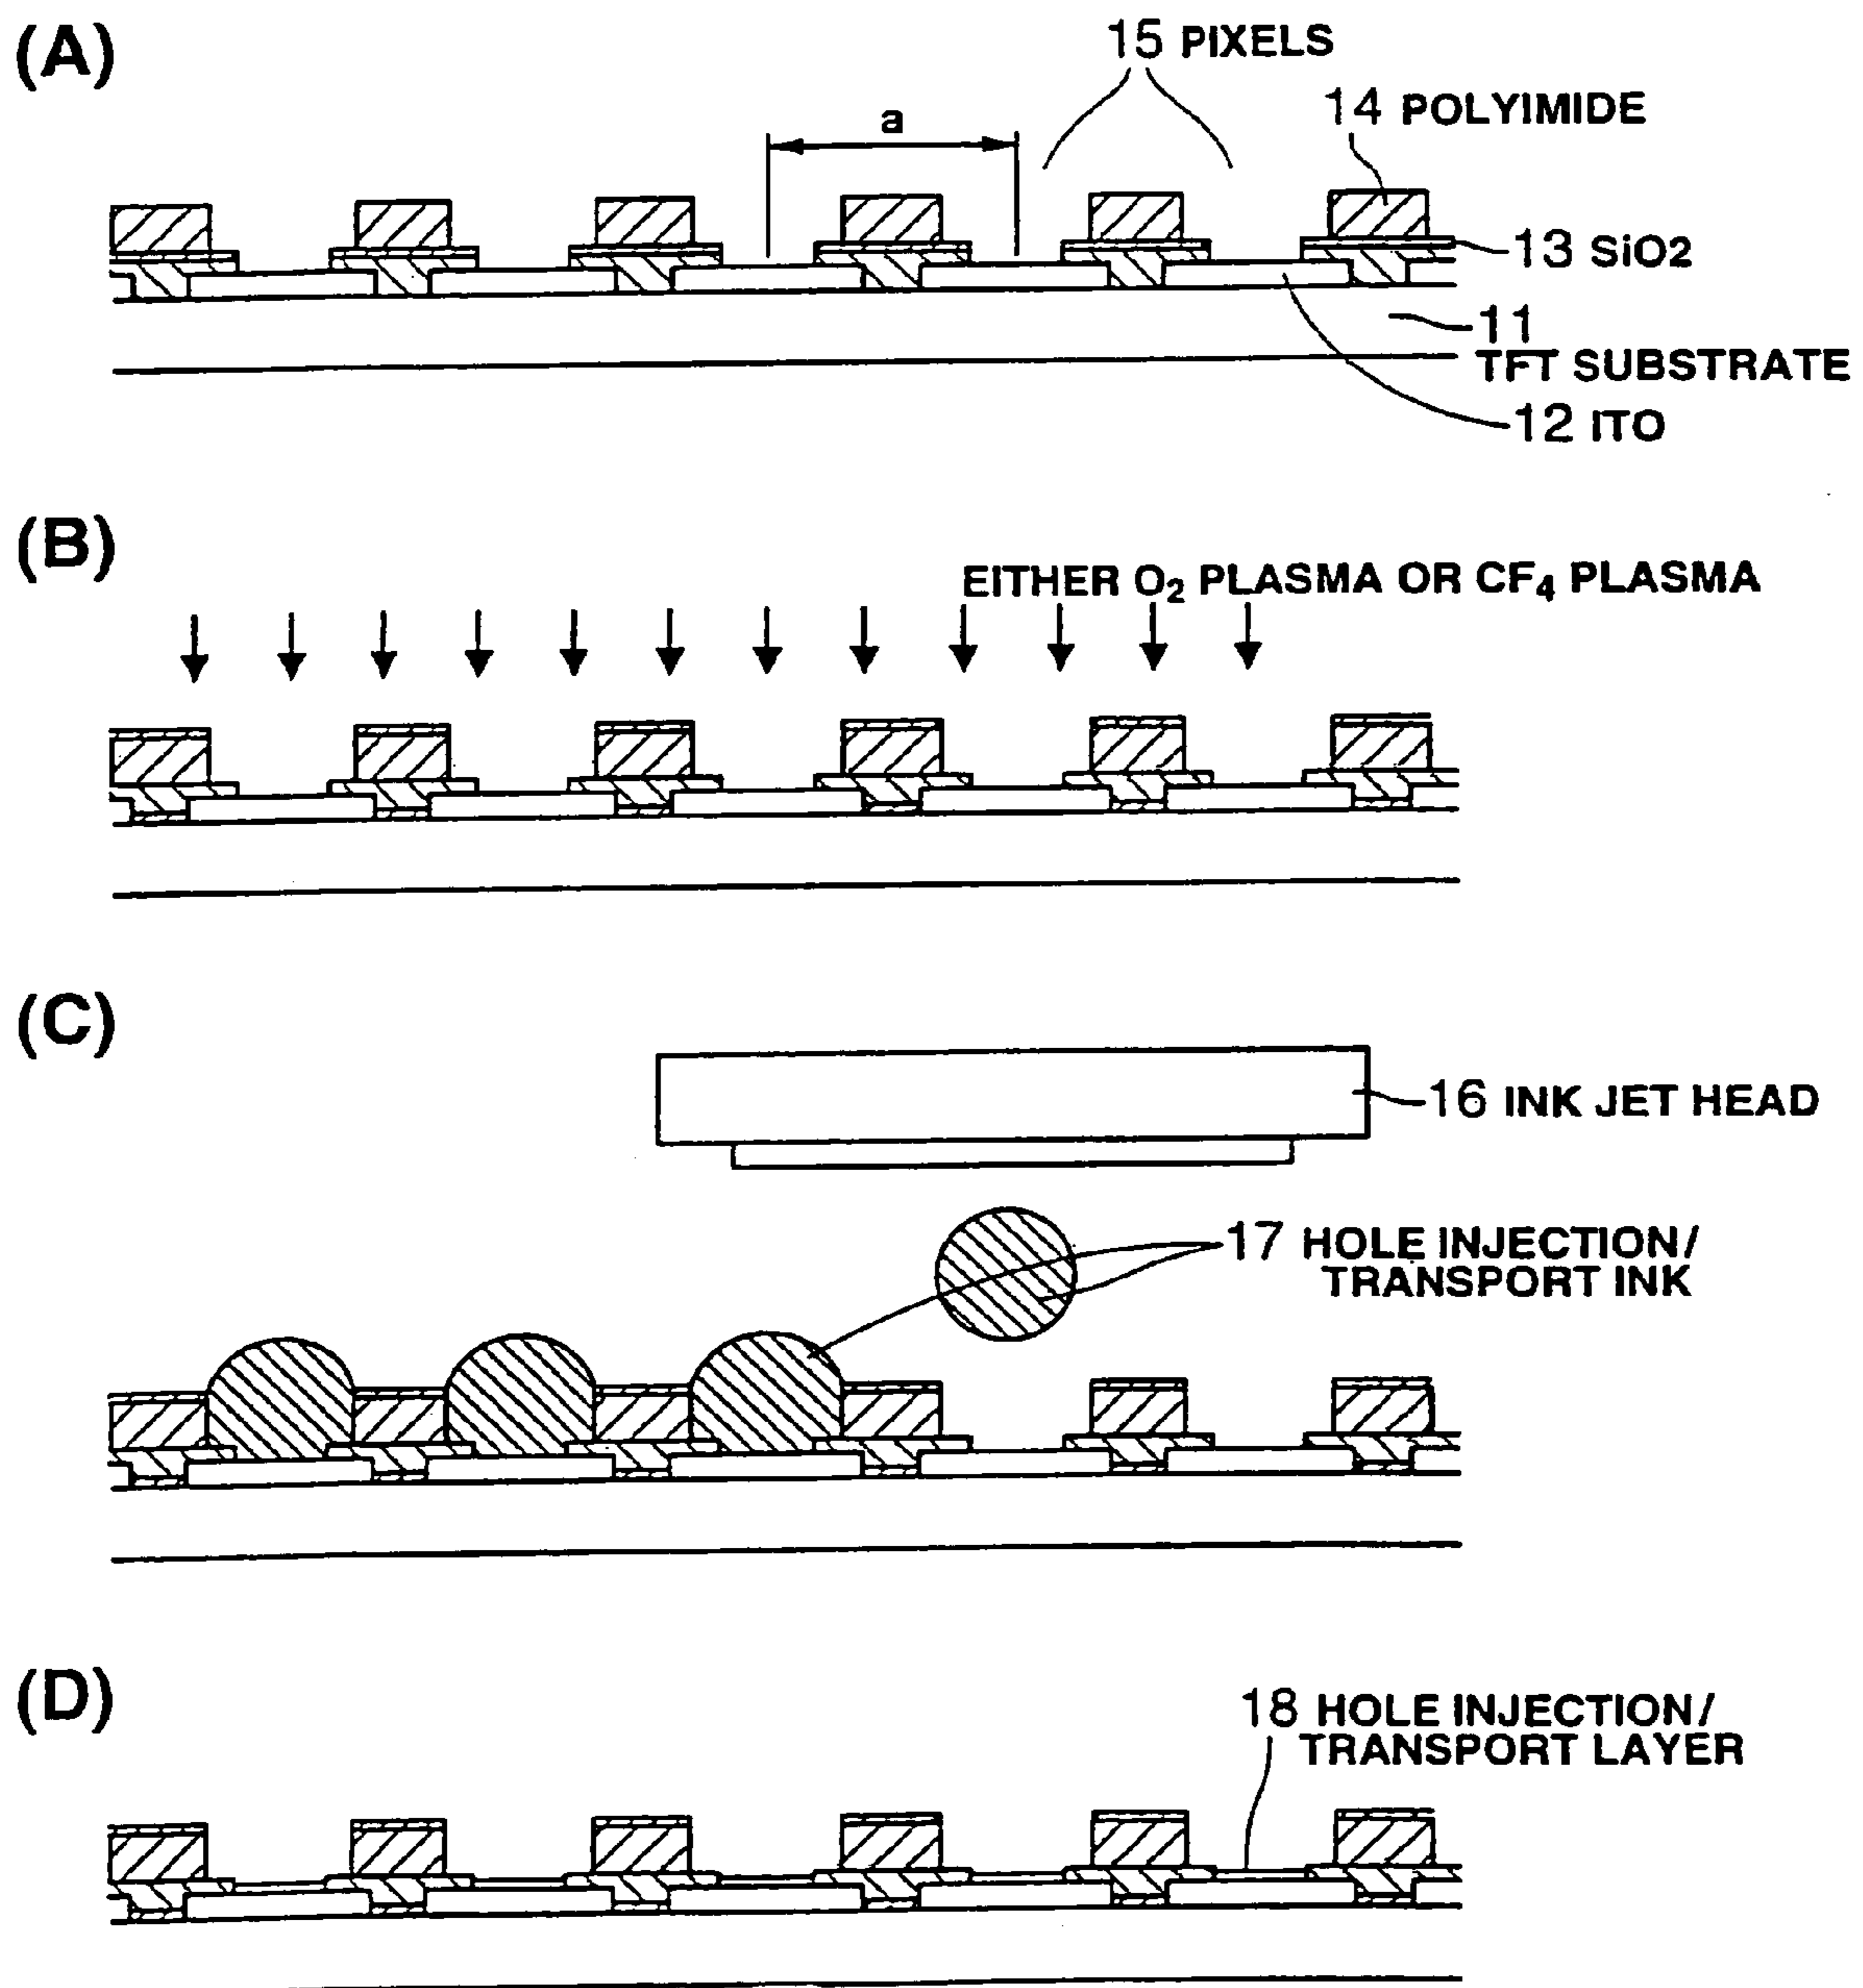 (A)
15 PIXELS
14 POLYIMIDE
a
13 SiO2
11
TFT SUBSTRATE
12 ITO
(B)
EITHER O₂ PLASMA OR CF₄ PLASMA
(C)
16 INK JET HEAD
17 HOLE INJECTION/
TRANSPORT INK
(D)
18 HOLE INJECTION/
TRANSPORT LAYER